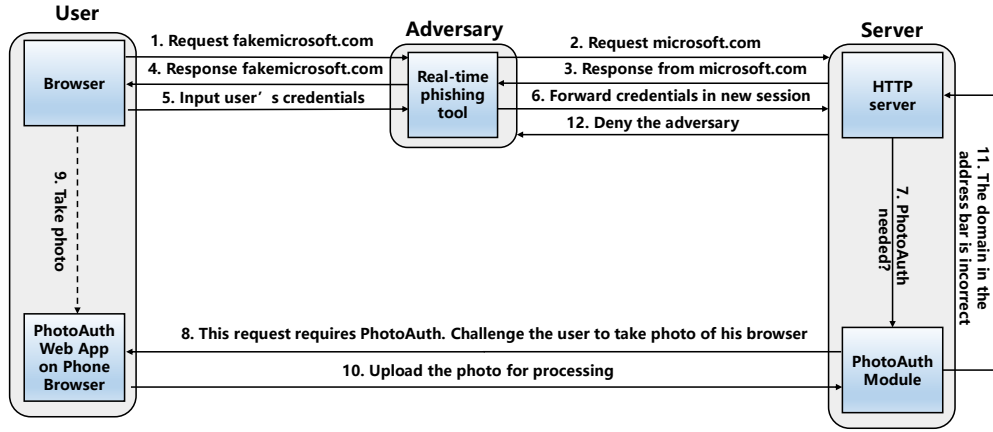 User
Adversary
Server
1. Request fakemicrosoft.com
2. Request microsoft.com
4. Response fakemicrosoft.com
3. Response from microsoft.com
5. Input user’s credentials
6. Forward credentials in new session
12. Deny the adversary
Browser
Real-time
phishing
tool
HTTP
server
9. Take photo
7. PhotoAuth
needed?
11. The domain in the
address bar is incorrect
8. This request requires PhotoAuth. Challenge the user to take photo of his browser
10. Upload the photo for processing
PhotoAuth
Web App
on Phone
Browser
PhotoAuth
Module